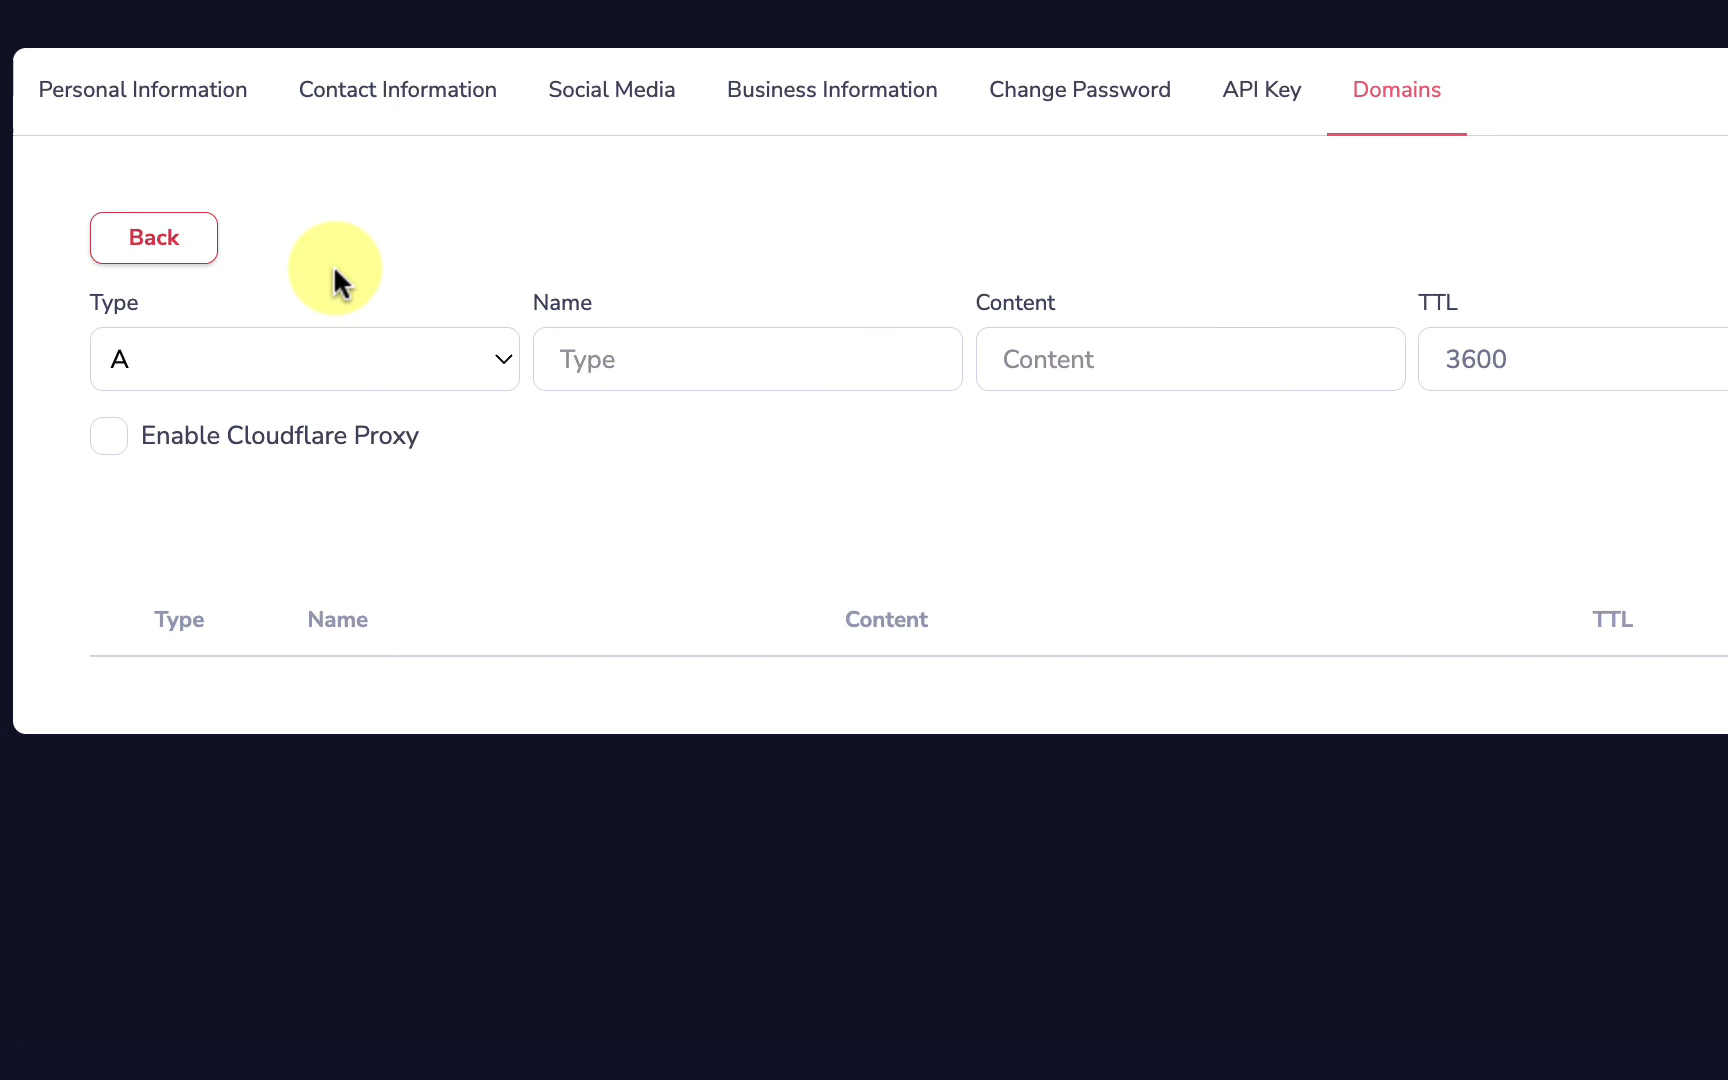 Personal Information Contact Information Social Media Business Information Change Password API Key Domains
Back
Type Name Content TTL
A Type Content 3600
Enable Cloudflare Proxy
Type Name Content TTL